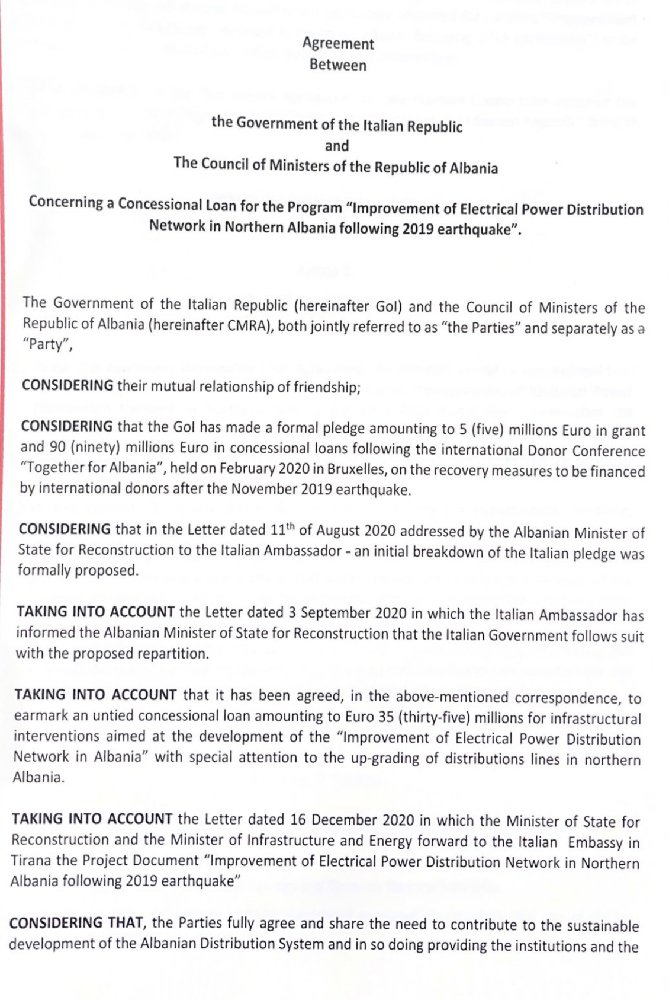 Agreement
Between
the Government of the Italian Republic
and
The Council of Ministers of the Republic of Albania
Concerning a Concessional Loan for the Program “Improvement of Electrical Power Distribution
Network in Northern Albania following 2019 earthquake”.
The Government of the Italian Republic (hereinafter GoI) and the Council of Ministers of the
Republic of Albania (hereinafter CMRA), both jointly referred to as “the Parties” and separately as a
“Party”,
CONSIDERING their mutual relationship of friendship;
CONSIDERING that the GoI has made a formal pledge amounting to 5 (five) millions Euro in grant
and 90 (ninety) millions Euro in concessional loans following the international Donor Conference
“Together for Albania”, held on February 2020 in Bruxelles, on the recovery measures to be financed
by international donors after the November 2019 earthquake.
CONSIDERING that in the Letter dated 11th of August 2020 addressed by the Albanian Minister of
State for Reconstruction to the Italian Ambassador - an initial breakdown of the Italian pledge was
formally proposed.
TAKING INTO ACCOUNT the Letter dated 3 September 2020 in which the Italian Ambassador has
informed the Albanian Minister of State for Reconstruction that the Italian Government follows suit
with the proposed repartition.
TAKING INTO ACCOUNT that it has been agreed, in the above-mentioned correspondence, to
earmark an untied concessional loan amounting to Euro 35 (thirty-five) millions for infrastructural
interventions aimed at the development of the “Improvement of Electrical Power Distribution
Network in Albania” with special attention to the up-grading of distributions lines in northern
Albania.
TAKING INTO ACCOUNT the Letter dated 16 December 2020 in which the Minister of State for
Reconstruction and the Minister of Infrastructure and Energy forward to the Italian Embassy in
Tirana the Project Document “Improvement of Electrical Power Distribution Network in Northern
Albania following 2019 earthquake”
CONSIDERING THAT, the Parties fully agree and share the need to contribute to the sustainable
development of the Albanian Distribution System and in so doing providing the institutions and the